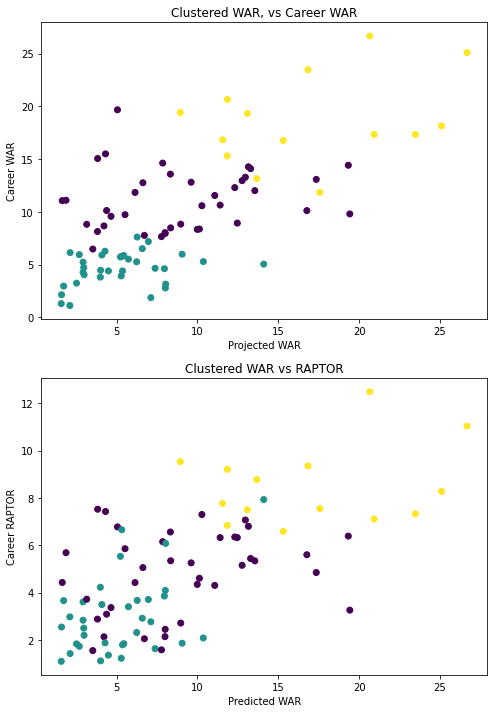 Clustered WAR, vs Career WAR
25
20
15
10
5
0
Career WAR
5 10 15 20 25
Projected WAR
Clustered WAR vs RAPTOR
12
10
8
6
4
2
Career RAPTOR
5 10 15 20 25
Predicted WAR